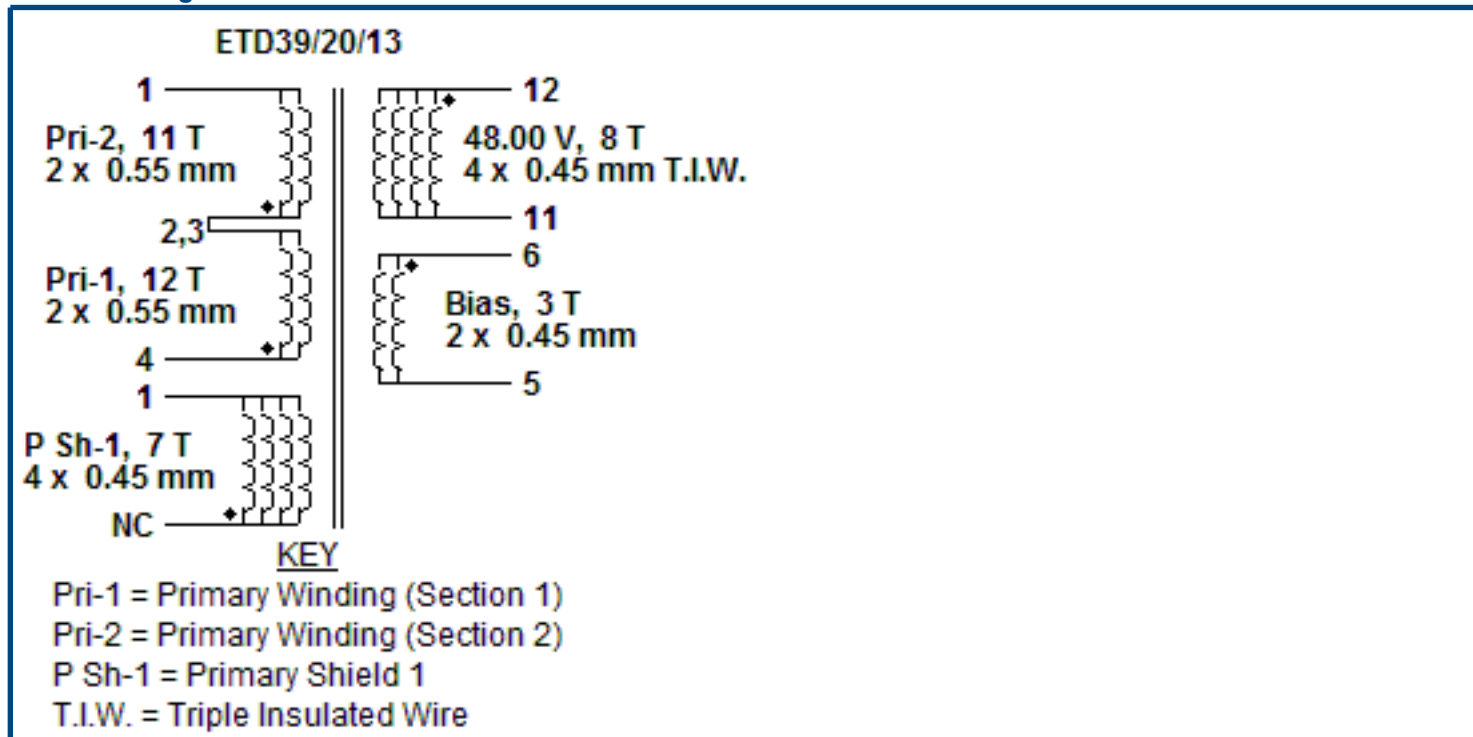 ETD39/20/13
1
Pri-2, 11 T
2 x 0.55 mm
2,3
Pri-1, 12 T
2 x 0.55 mm
4
1
P Sh-1, 7 T
4 x 0.45 mm
NC
12
48.00 V, 8 T
4 x 0.45 mm T.I.W.
11
6
Bias, 3 T
2 x 0.45 mm
5
KEY
Pri-1 = Primary Winding (Section 1)
Pri-2 = Primary Winding (Section 2)
P Sh-1 = Primary Shield 1
T.I.W. = Triple Insulated Wire